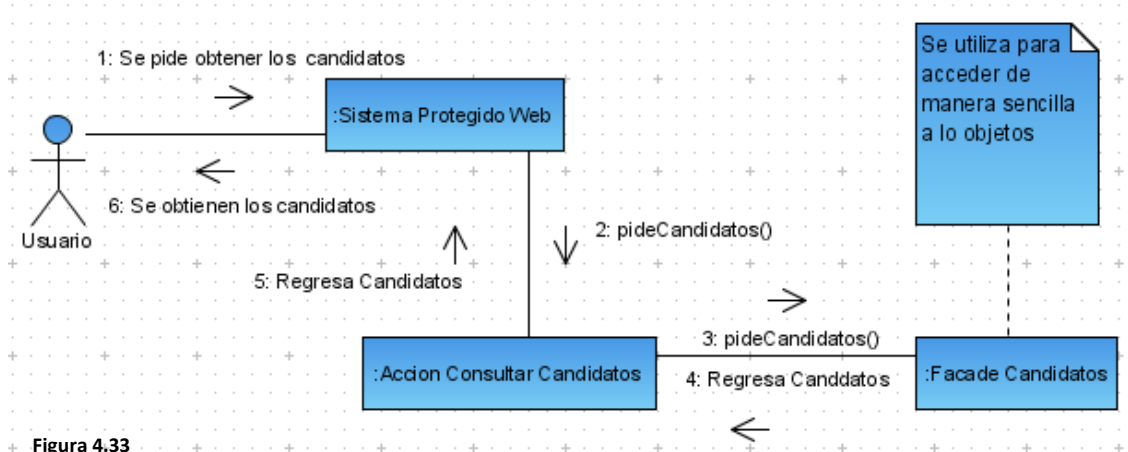 1: Se pide obtener los candidatos
:Sistema Protegido Web
Se utiliza para
acceder de
manera sencilla
a lo objetos
6: Se obtienen los candidatos
Usuario
2: pideCandidatos()
5: Regresa Candidatos
3: pideCandidatos()
:Accion Consultar Candidatos
4: Regresa Canddatos
:Facade Candidatos
Figura 4.33